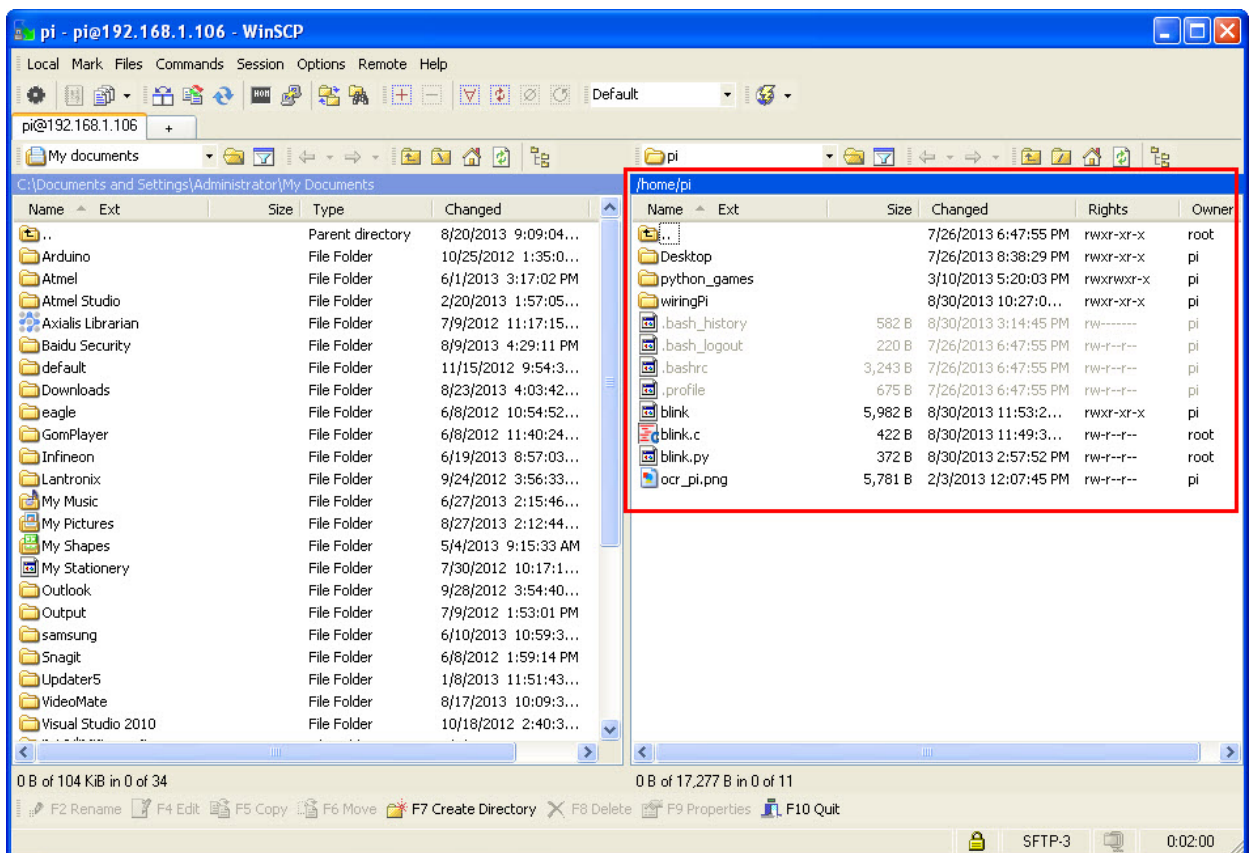 pi - pi@192.168.1.106 - WinSCP
Local Mark Files Commands Session Options Remote Help
Default
pi@192.168.1.106 +
My documents
pi
C:\Documents and Settings\Administrator\My Documents
/home/pi
Name Ext Size Type Changed
Name Ext Size Changed Rights Owner
.. Parent directory 8/20/2013 9:09:04...
Arduino File Folder 10/25/2012 1:35:0...
Atmel File Folder 6/1/2013 3:17:02 PM
Atmel Studio File Folder 2/20/2013 1:57:05...
Axialis Librarian File Folder 7/9/2012 11:17:15...
Baidu Security File Folder 8/9/2013 4:29:11 PM
default File Folder 11/15/2012 9:54:3...
Downloads File Folder 8/23/2013 4:03:42...
eagle File Folder 6/8/2012 10:54:52...
GomPlayer File Folder 6/8/2012 11:40:24...
Infineon File Folder 6/19/2013 8:57:03...
Lantronix File Folder 9/24/2012 3:56:33...
My Music File Folder 6/27/2013 2:15:46...
My Pictures File Folder 8/27/2013 2:12:44...
My Shapes File Folder 5/4/2013 9:15:33 AM
My Stationery File Folder 7/30/2012 10:17:1...
Outlook File Folder 9/28/2012 3:54:40...
Output File Folder 7/9/2012 1:53:01 PM
samsung File Folder 6/10/2013 10:59:3...
Snagit File Folder 6/8/2012 1:59:14 PM
Updater5 File Folder 1/8/2013 11:51:43...
VideoMate File Folder 8/17/2013 10:09:3...
Visual Studio 2010 File Folder 10/18/2012 2:40:3...
.. 7/26/2013 6:47:55 PM rwxr-xr-x root
Desktop 7/26/2013 8:38:29 PM rwxr-xr-x pi
python_games 3/10/2013 5:20:03 PM rwxrwxr-x pi
wiringPi 8/30/2013 10:27:0... rwxr-xr-x pi
.bash_history 582 B 8/30/2013 3:14:45 PM rw------- pi
.bash_logout 220 B 7/26/2013 6:47:55 PM rw-r--r-- pi
.bashrc 3,243 B 7/26/2013 6:47:55 PM rw-r--r-- pi
.profile 675 B 7/26/2013 6:47:55 PM rw-r--r-- pi
blink 5,982 B 8/30/2013 11:53:2... rwxr-xr-x pi
blink.c 422 B 8/30/2013 11:49:3... rw-r--r-- root
blink.py 372 B 8/30/2013 2:57:52 PM rw-r--r-- root
ocr_pi.png 5,781 B 2/3/2013 12:07:45 PM rw-r--r-- pi
0 B of 104 KiB in 0 of 34
0 B of 17,277 B in 0 of 11
F2 Rename F4 Edit F5 Copy F6 Move F7 Create Directory F8 Delete F9 Properties F10 Quit
SFTP-3 0:02:00